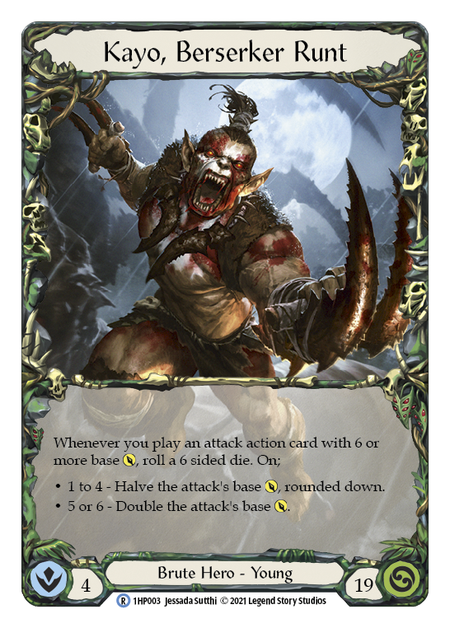 Kayo, Berserker Runt
Whenever you play an attack action card with 6 or
more base , roll a 6 sided die. On;
• 1 to 4 - Halve the attack's base , rounded down.
• 5 or 6 - Double the attack's base .
4
Brute Hero - Young
19
R 1HP003 Jessada Sutthi © 2021 Legend Story Studios